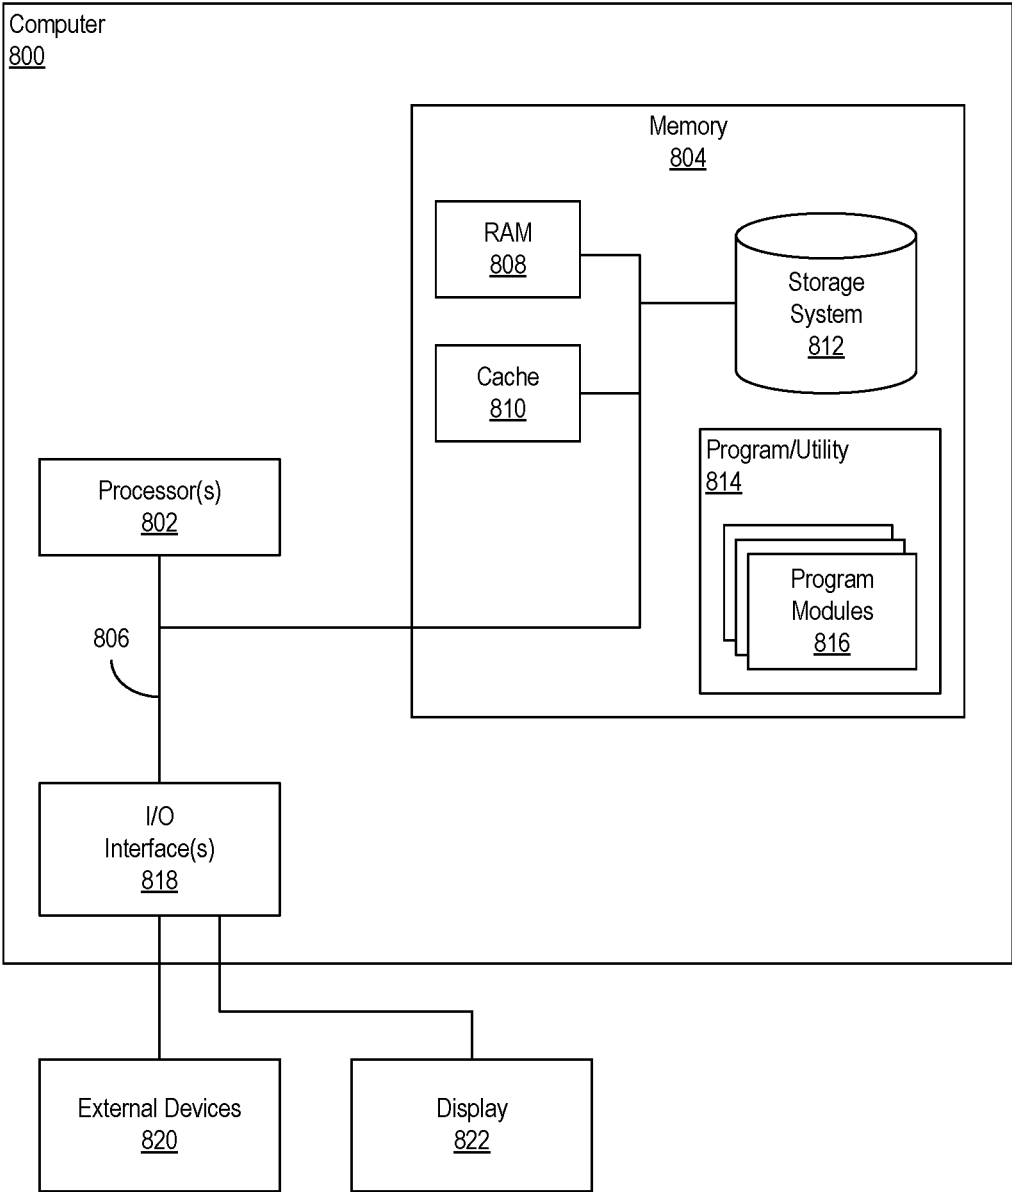 Computer
800
Memory
804
RAM
808
Storage
System
812
Cache
810
Program/Utility
814
Processor(s)
802
Program
Modules
816
806
I/O
Interface(s)
818
External Devices
820
Display
822